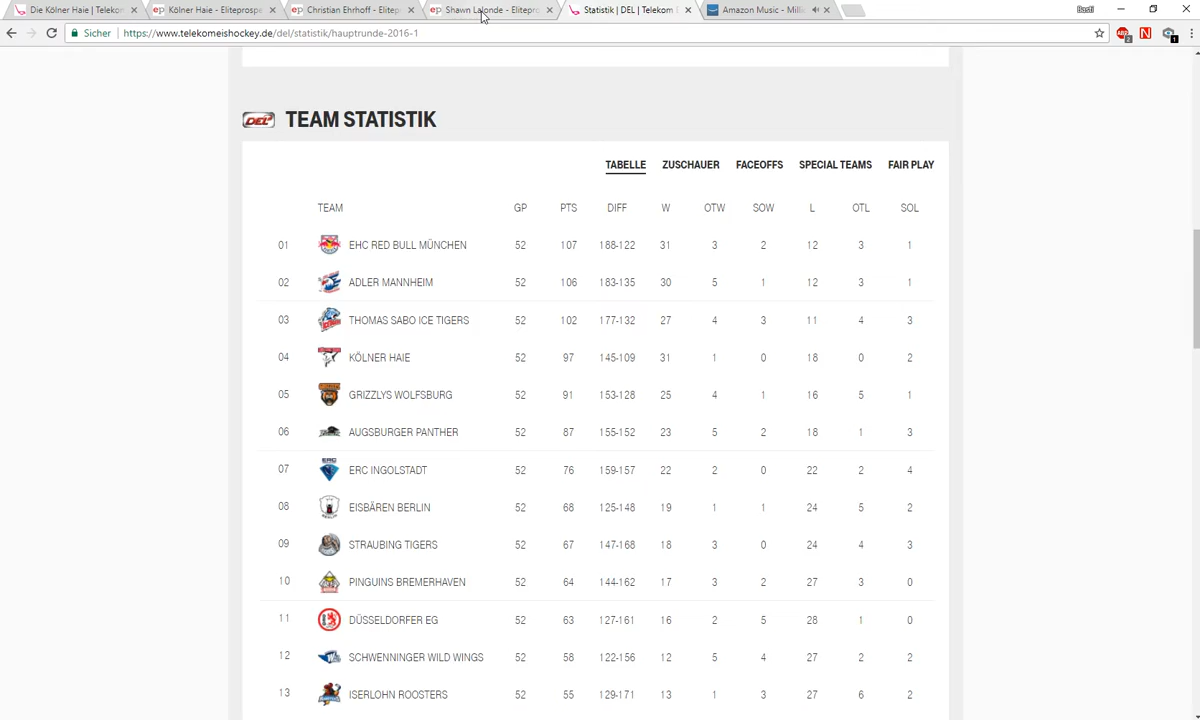 Die Kölner Haie | Telekom
Kölner Haie - Eliteprospe
Christian Ehrhoff - Elitep
Shawn Lalonde - Elitepro
Statistik | DEL | Telekom
Amazon Music - Milli
Basti
Sicher https://www.telekomeishockey.de/del/statistik/hauptrunde-2016-1
DEL TEAM STATISTIK
TABELLE ZUSCHAUER FACEOFFS SPECIAL TEAMS FAIR PLAY
TEAM GP PTS DIFF W OTW SOW L OTL SOL
01 EHC RED BULL MÜNCHEN 52 107 188-122 31 3 2 12 3 1
02 ADLER MANNHEIM 52 106 183-135 30 5 1 12 3 1
03 THOMAS SABO ICE TIGERS 52 102 177-132 27 4 3 11 4 3
04 KÖLNER HAIE 52 97 145-109 31 1 0 18 0 2
05 GRIZZLYS WOLFSBURG 52 91 153-128 25 4 1 16 5 1
06 AUGSBURGER PANTHER 52 87 155-152 23 5 2 18 1 3
07 ERC INGOLSTADT 52 76 159-157 22 2 0 22 2 4
08 EISBÄREN BERLIN 52 68 125-148 19 1 1 24 5 2
09 STRAUBING TIGERS 52 67 147-168 18 3 0 24 4 3
10 PINGUINS BREMERHAVEN 52 64 144-162 17 3 2 27 3 0
11 DÜSSELDORFER EG 52 63 127-161 16 2 5 28 1 0
12 SCHWENNINGER WILD WINGS 52 58 122-156 12 5 4 27 2 2
13 ISERLOHN ROOSTERS 52 55 129-171 13 1 3 27 6 2